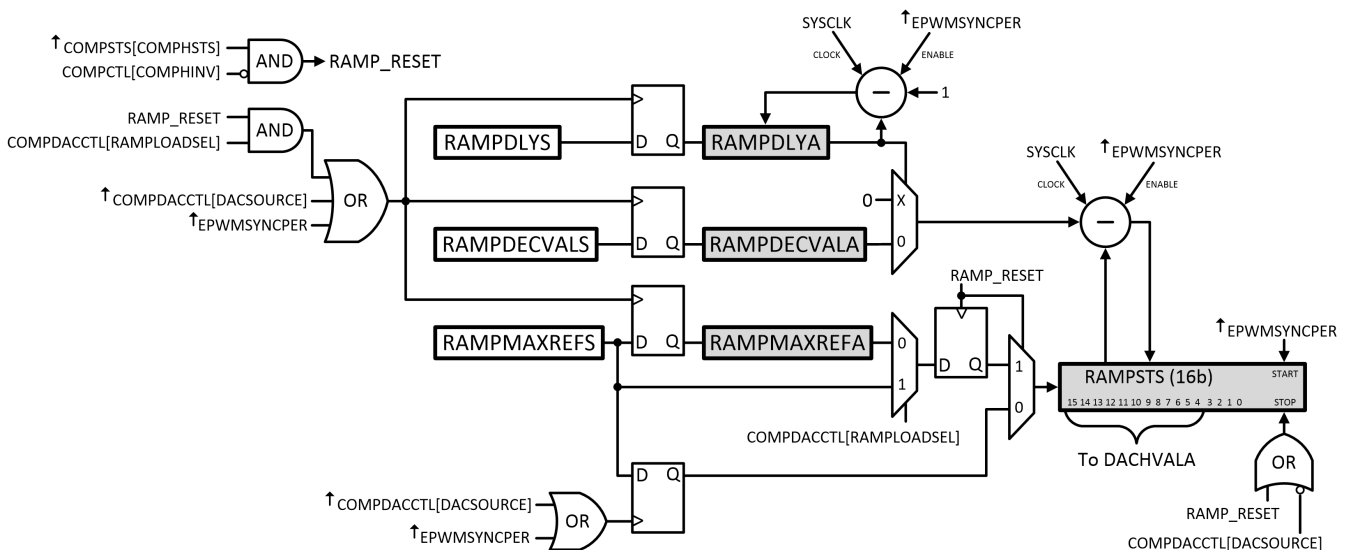 ↑COMPSTS[COMPHSTS]
COMPCTL[COMPHINV]
AND
RAMP_RESET
RAMP_RESET
COMPDACCTL[RAMPLOADSEL]
AND
↑COMPDACCTL[DACSOURCE]
↑EPWMSYNCPER
OR
SYSCLK
↑EPWMSYNCPER
CLOCK
ENABLE
−
1
RAMPDLYS
D Q
RAMPDLYA
SYSCLK
↑EPWMSYNCPER
CLOCK
ENABLE
−
0
X
0
RAMPDECVALS
D Q
RAMPDECVALA
RAMP_RESET
RAMPMAXREFS
D Q
RAMPMAXREFA
0
1
D Q
1
0
COMPDACCTL[RAMPLOADSEL]
↑EPWMSYNCPER
RAMPSTS (16b)
START
15 14 13 12 11 10 9 8 7 6 5 4 3 2 1 0
STOP
To DACHVALA
OR
RAMP_RESET
COMPDACCTL[DACSOURCE]
D Q
↑COMPDACCTL[DACSOURCE]
↑EPWMSYNCPER
OR